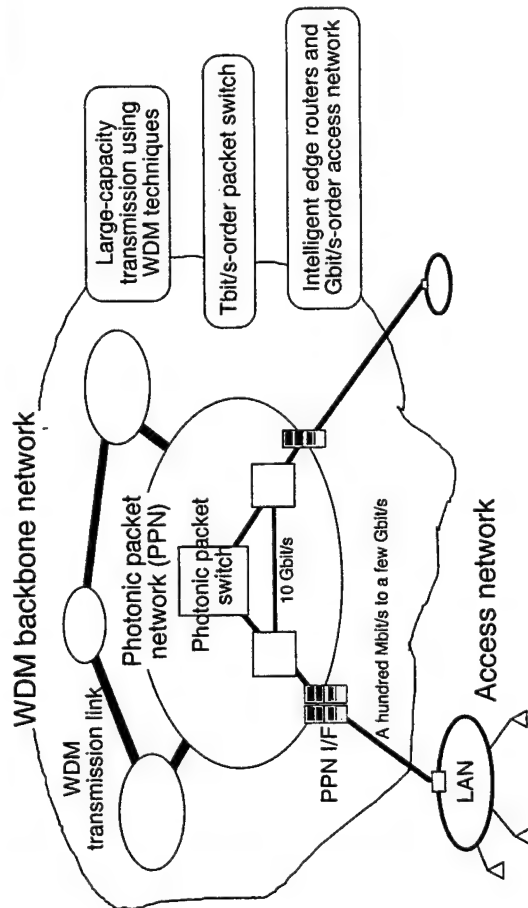 WDM backbone network
WDM
transmission link
Photonic packet
network (PPN)
Photonic packet
switch
10 Gbit/s
PPN I/F
A hundred Mbit/s to a few Gbit/s
LAN
Access network
Large-capacity
transmission using
WDM techniques
Tbit/s-order packet switch
Intelligent edge routers and
Gbit/s-order access network